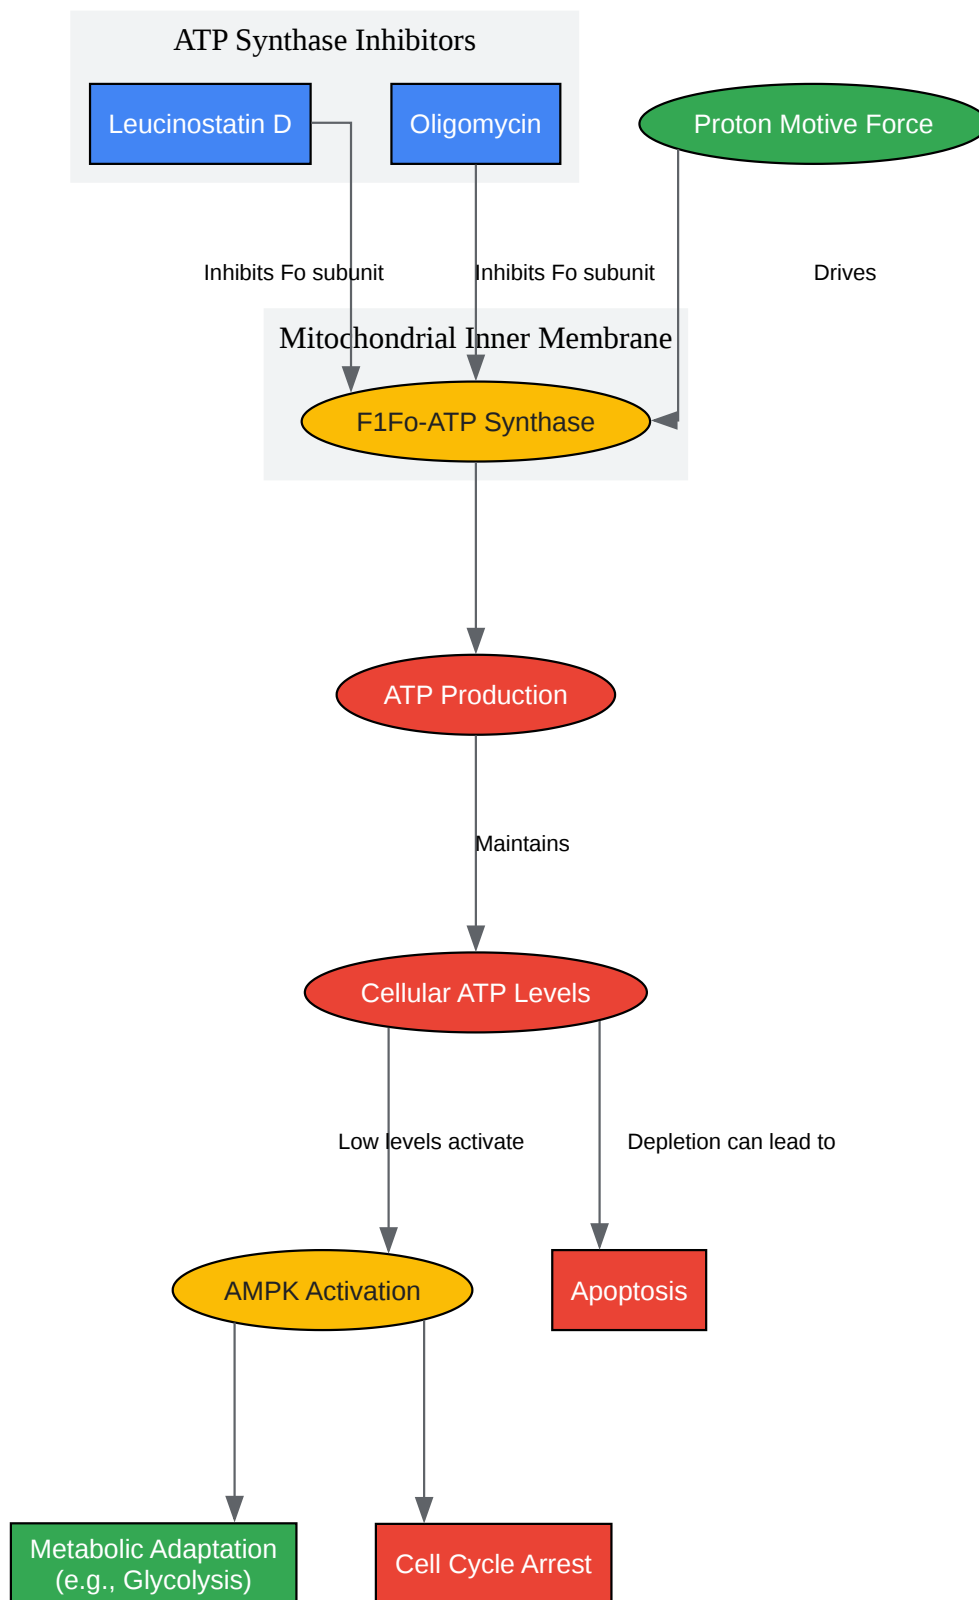 ATP Synthase Inhibitors
Leucinostatin D
Oligomycin
Proton Motive Force
Inhibits Fo subunit
Inhibits Fo subunit
Drives
Mitochondrial Inner Membrane
F1Fo-ATP Synthase
ATP Production
Maintains
Cellular ATP Levels
Low levels activate
Depletion can lead to
AMPK Activation
Apoptosis
Metabolic Adaptation
(e.g., Glycolysis)
Cell Cycle Arrest